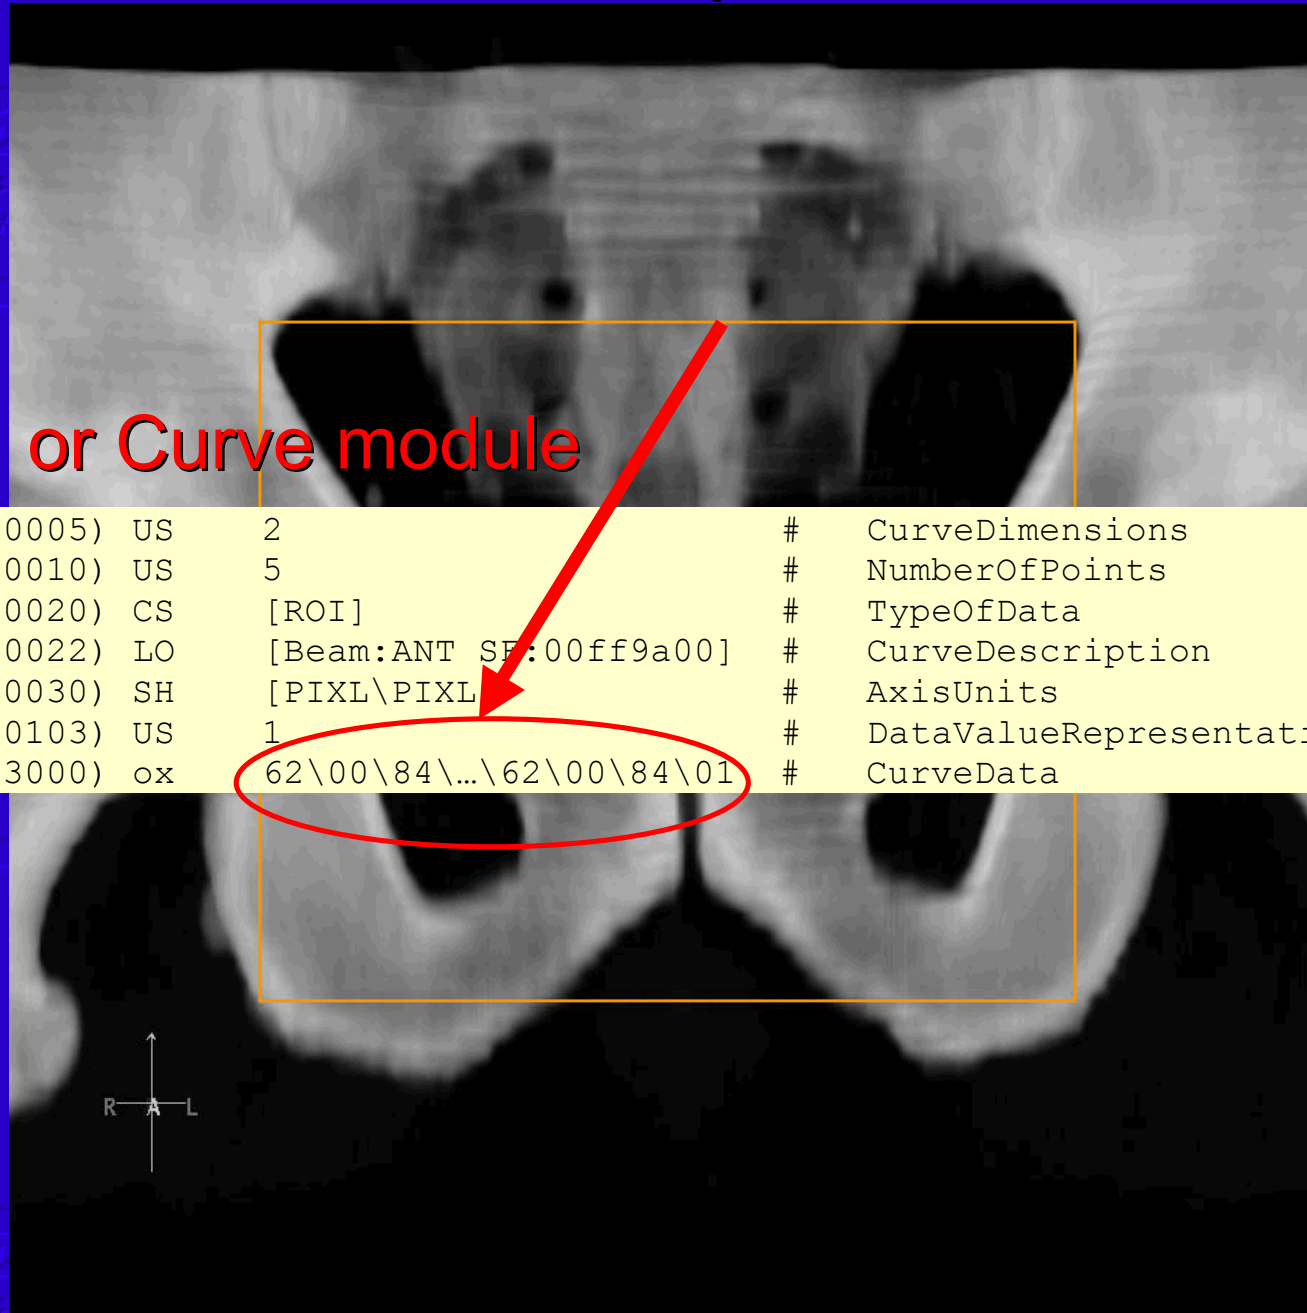 or Curve module
0005) US 2 # CurveDimensions
0010) US 5 # NumberOfPoints
0020) CS [ROI] # TypeOfData
0022) LO [Beam:ANT :00ff9a00] # CurveDescription
0030) SH [PIXL\PIXL # AxisUnits
0103) US 1 # DataValueRepresentati
3000) ox 62\00\84\…\62\00\84\01 # CurveData
R A L